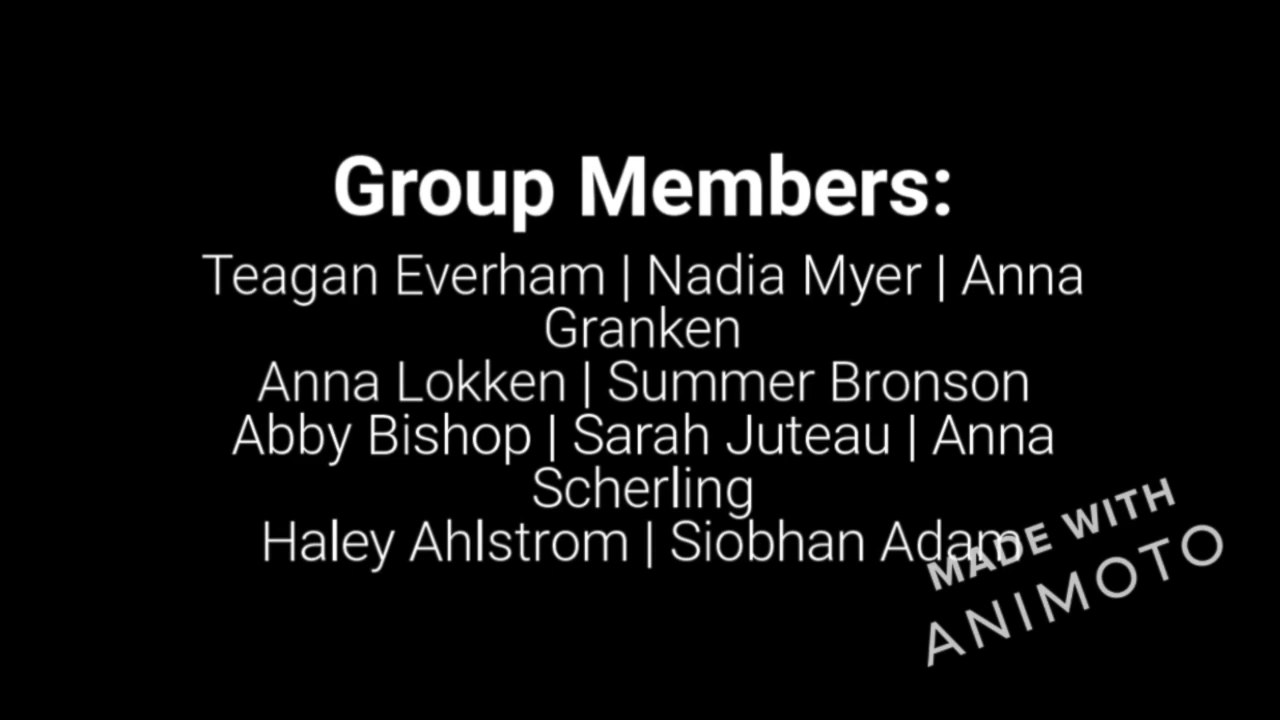 Group Members:
Teagan Everham | Nadia Myer | Anna
Granken
Anna Lokken | Summer Bronson
Abby Bishop | Sarah Juteau | Anna
Scherling
Haley Ahlstrom | Siobhan Adam
MADE WITH
ANIMOTO